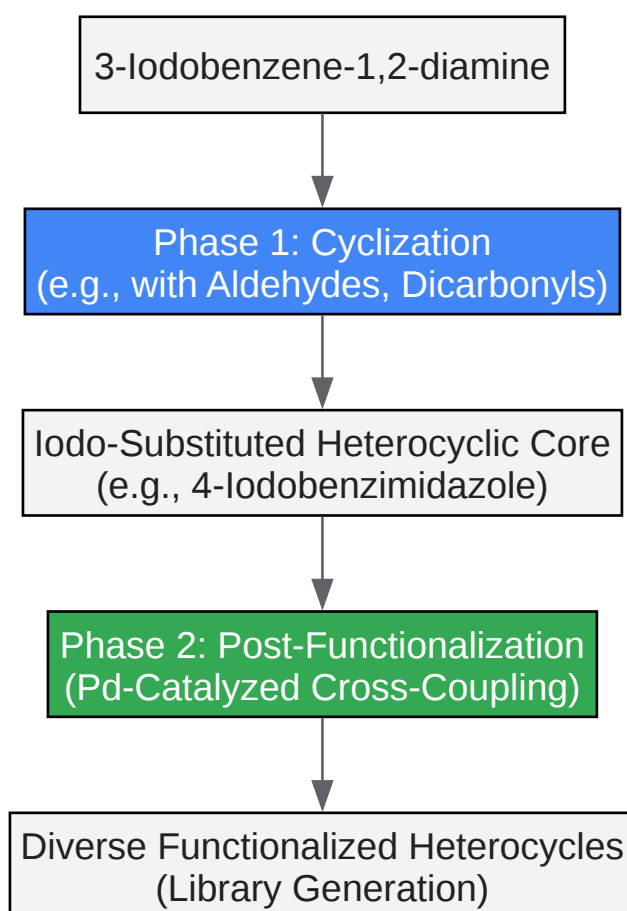 3-Iodobenzene-1,2-diamine
Phase 1: Cyclization
(e.g., with Aldehydes, Dicarbonyls)
Iodo-Substituted Heterocyclic Core
(e.g., 4-Iodobenzimidazole)
Phase 2: Post-Functionalization
(Pd-Catalyzed Cross-Coupling)
Diverse Functionalized Heterocycles
(Library Generation)